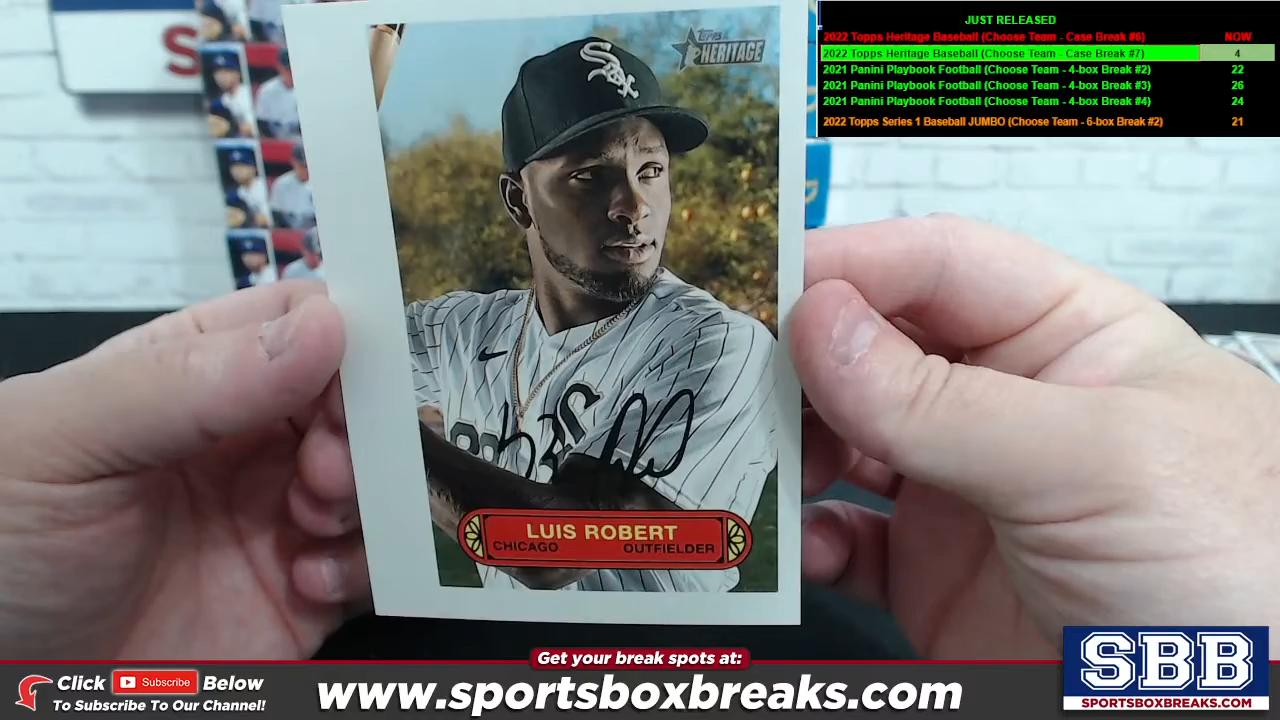 JUST RELEASED
2022 Topps Heritage Baseball (Choose Team - Case Break #6) NOW
2022 Topps Heritage Baseball (Choose Team - Case Break #7) 4
2021 Panini Playbook Football (Choose Team - 4-box Break #2) 22
2021 Panini Playbook Football (Choose Team - 4-box Break #3) 26
2021 Panini Playbook Football (Choose Team - 4-box Break #4) 24
2022 Topps Series 1 Baseball JUMBO (Choose Team - 6-box Break #2) 21
S
Topps
HERITAGE
Sox
LUIS ROBERT
CHICAGO OUTFIELDER
Get your break spots at:
Click Subscribe Below
To Subscribe To Our Channel!
www.sportsboxbreaks.com
SBB
SPORTSBOXBREAKS.COM